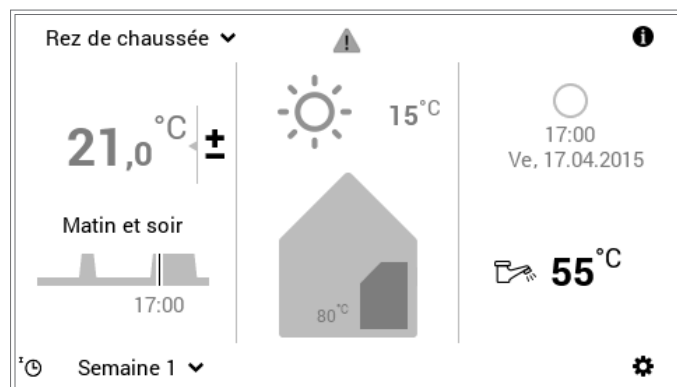 Rez de chaussée
21,0 °C
±
Matin et soir
17:00
15°C
80°C
17:00
Ve, 17.04.2015
55°C
Semaine 1